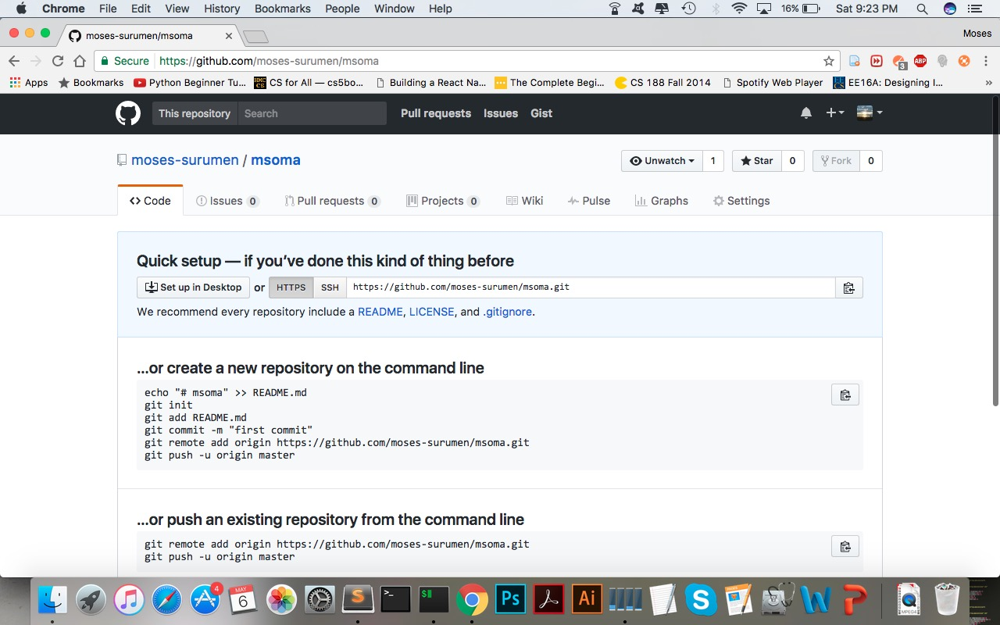 Chrome File Edit View History Bookmarks People Window Help 16% Sat 9:23 PM
moses-surumen/msoma Moses
Secure https://github.com/moses-surumen/msoma 3 ABP
Apps Bookmarks Python Beginner Tu... HMC CS CS for All — cs5bo... Building a React Na... The Complete Begi... CS 188 Fall 2014 Spotify Web Player EE16A: Designing I... »
This repository Search Pull requests Issues Gist
moses-surumen / msoma Unwatch 1 Star 0 Fork 0
<> Code Issues 0 Pull requests 0 Projects 0 Wiki Pulse Graphs Settings
Quick setup — if you've done this kind of thing before
Set up in Desktop or HTTPS SSH https://github.com/moses-surumen/msoma.git
We recommend every repository include a README, LICENSE, and .gitignore.
…or create a new repository on the command line
echo "# msoma" >> README.md
git init
git add README.md
git commit -m "first commit"
git remote add origin https://github.com/moses-surumen/msoma.git
git push -u origin master
…or push an existing repository from the command line
git remote add origin https://github.com/moses-surumen/msoma.git
git push -u origin master
4 MAY 6 S >_ $ Ps Ai S W P MPEG4